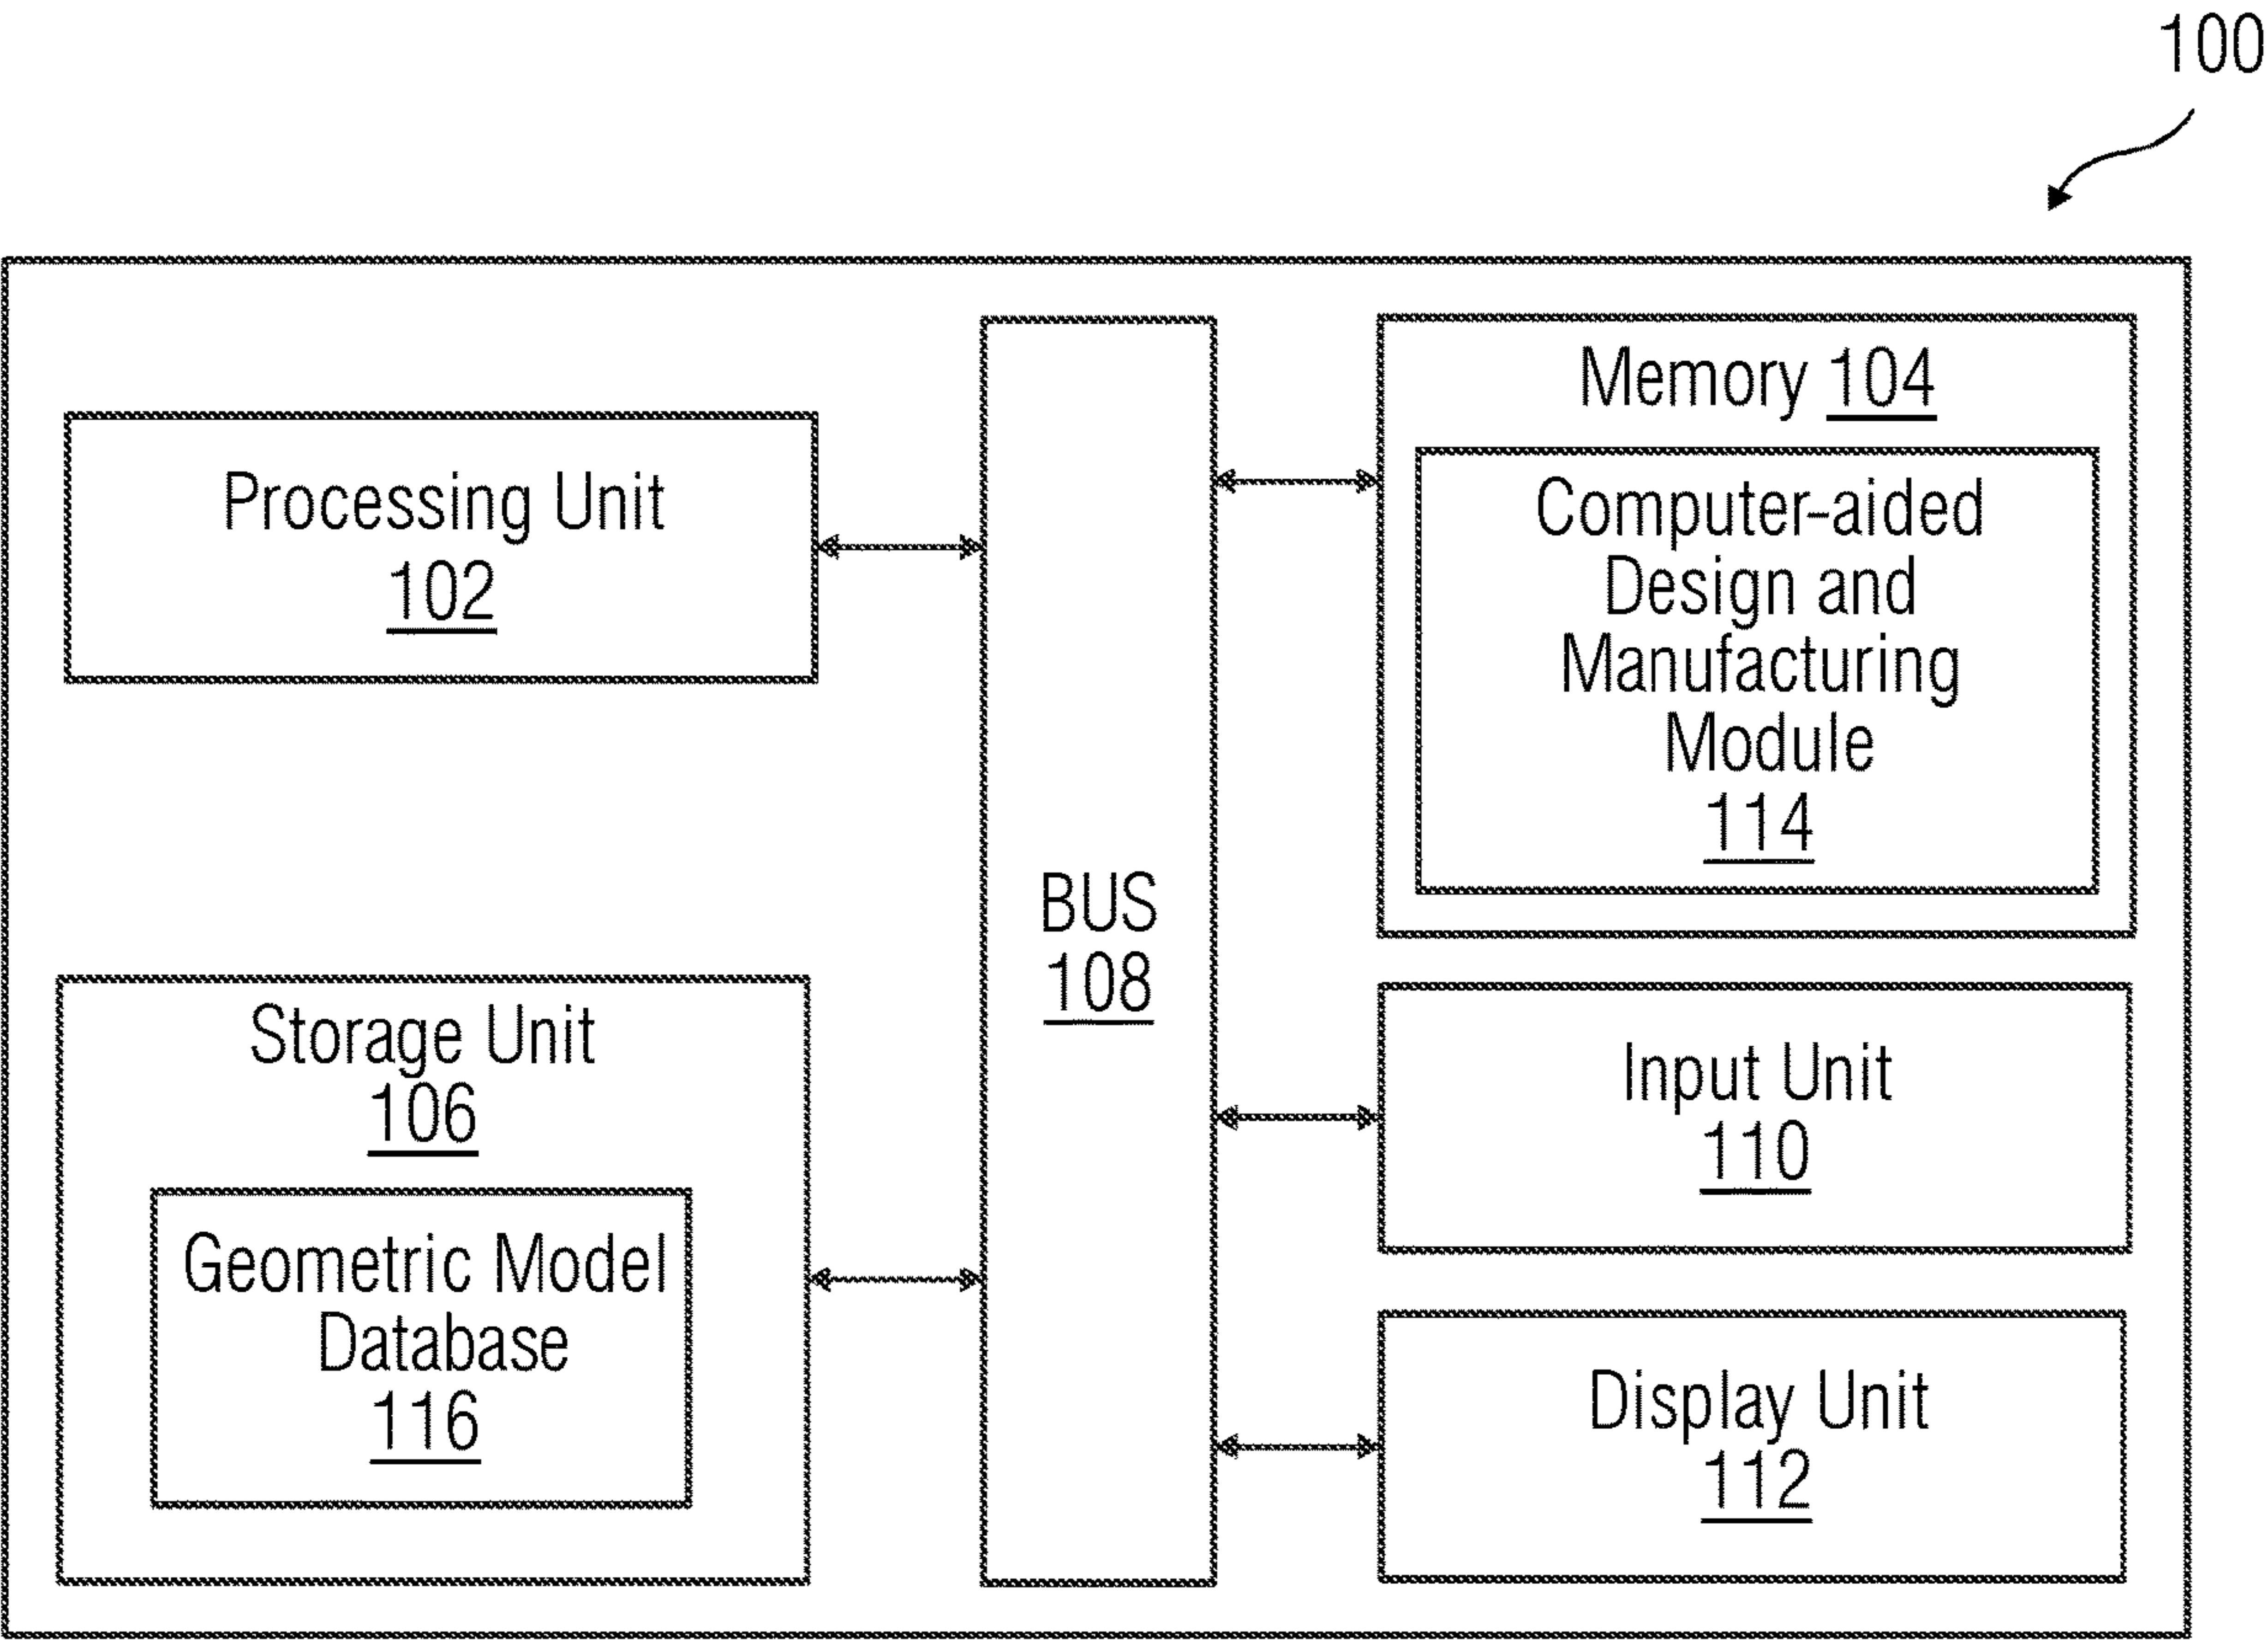 100
Processing Unit
102
Storage Unit
106
Geometric Model
Database
116
BUS
108
Memory 104
Computer-aided
Design and
Manufacturing
Module
114
Input Unit
110
Display Unit
112